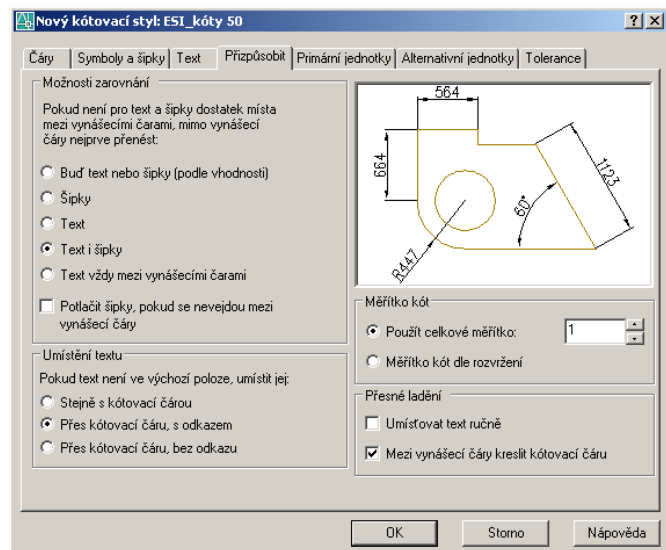 Nový kótovací styl: ESI_kóty 50
Čáry
Symboly a šipky
Text
Přizpůsobit
Primární jednotky
Alternativní jednotky
Tolerance
Možnosti zarovnání
Pokud není pro text a šipky dostatek místa
mezi vynášecími čarami, mimo vynášecí
čáry nejprve přenést:
Buď text nebo šipky (podle vhodnosti)
Šipky
Text
Text i šipky
Text vždy mezi vynášecími čarami
Potlačit šipky, pokud se nevejdou mezi
vynášecí čáry
Umístění textu
Pokud text není ve výchozí poloze, umístit jej:
Stejně s kótovací čárou
Přes kótovací čáru, s odkazem
Přes kótovací čáru, bez odkazu
564
664
1123
60°
R447
Měřítko kót
Použít celkové měřítko:
1
Měřítko kót dle rozvržení
Přesné ladění
Umísťovat text ručně
Mezi vynášecí čáry kreslit kótovací čáru
OK
Storno
Nápověda